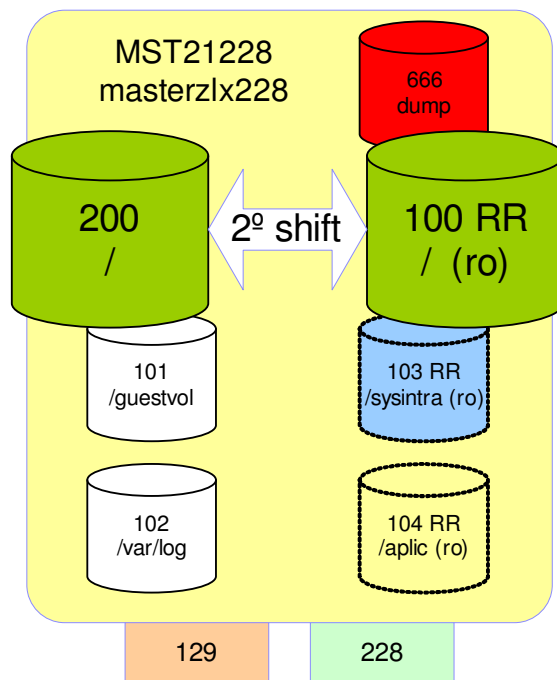 MST21228
masterzlx228
666
dump
200
/
2º shift
100 RR
/ (ro)
101
/guestvol
103 RR
/sysintra (ro)
102
/var/log
104 RR
/aplic (ro)
129
228